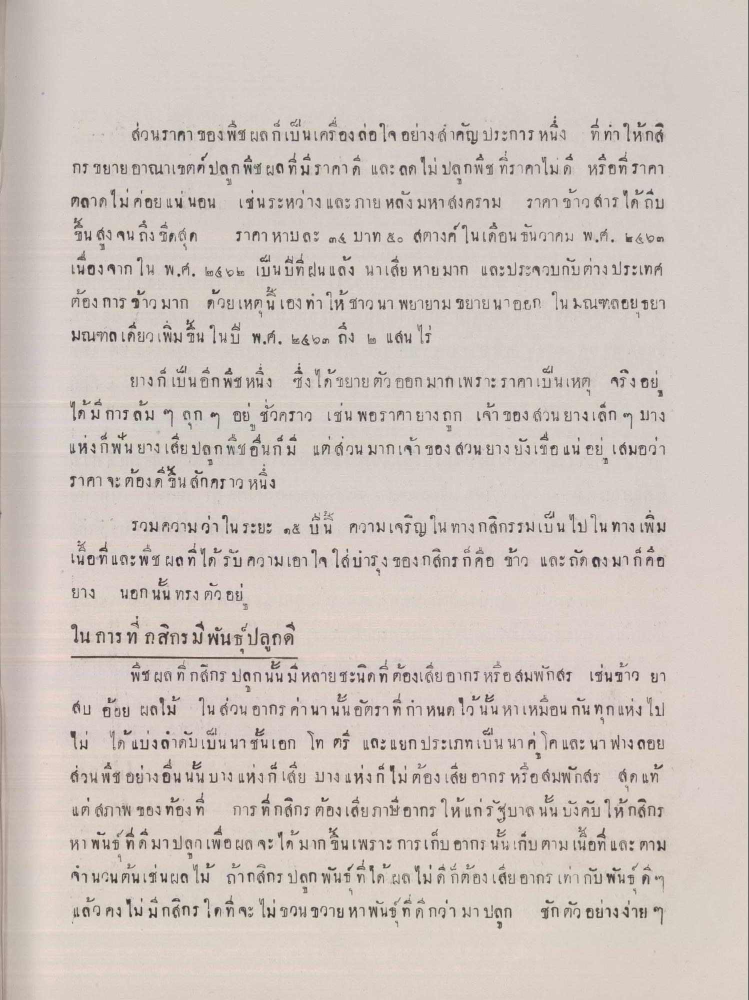 ส่วนราคาของพืชผลก็เป็นเครื่องล่อใจอย่างสำคัญประการหนึ่ง ที่ทำให้กสิ
กรขยายอาณาเขตต์ปลูกพืชผลที่มีราคาดี และลดไม่ปลูกพืชที่ราคาไม่ดี หรือที่ราคา
ตลาดไม่ค่อยแน่นอน เช่นระหว่างและภายหลังมหาสงคราม ราคาข้าวสารได้ถีบ
ขึ้นสูงจนถึงขีดสุด ราคาหาบละ ๓๔ บาท ๕๐ สตางค์ในเดือนธันวาคม พ.ศ. ๒๔๖๓
เนื่องจากใน พ.ศ. ๒๔๖๒ เป็นปีที่ฝนแล้ง นาเสียหายมาก และประจวบกับต่างประเทศ
ต้องการข้าวมาก ด้วยเหตุนี้เองทำให้ชาวนาพยายามขยายนาออก ในมณฑลอยุธยา
มณฑลเดียวเพิ่มขึ้นในปี พ.ศ. ๒๔๖๓ ถึง ๒ แสนไร่
ยางก็เป็นอีกพืชหนึ่ง ซึ่งได้ขยายตัวออกมากเพราะราคาเป็นเหตุ จริงอยู่
ได้มีการล้ม ๆ ลุก ๆ อยู่ชั่วคราว เช่นพอราคายางถูก เจ้าของสวนยางเล็กๆ บาง
แห่งก็ฟันยางเสียปลูกพืชอื่นก็มี แต่ส่วนมากเจ้าของสวนยางยังเชื่อแน่อยู่เสมอว่า
ราคาจะต้องดีขึ้นสักคราวหนึ่ง
รวมความว่าในระยะ ๑๕ ปีนี้ ความเจริญในทางกสิกรรมเป็นไปในทางเพิ่ม
เนื้อที่และพืชผลที่ได้รับความเอาใจใส่บำรุงของกสิกรก็คือ ข้าว และถัดลงมาก็คือ
ยาง นอกนั้นทรงตัวอยู่
ในการที่กสิกรมีพันธุ์ปลูกดี
พืชผลที่กสิกรปลูกนั้นมีหลายชะนิดที่ต้องเสียอากรหรือสมพักสร เช่นข้าว ยา
สบ อ้อย ผลไม้ ในส่วนอากรค่านานั้นอัตราที่กำหนดไว้นั้นหาเหมือนกันทุกแห่งไป
ไม่ ได้แบ่งลำดับเป็นนาชั้นเอก โท ตรี และแยกประเภทเป็นนาคู่โคและนาฟางลอย
ส่วนพืชอย่างอื่นนั้นบางแห่งก็เสีย บางแห่งก็ไม่ต้องเสียอากรหรือสมพักสร สุดแท้
แต่สภาพของท้องที่ การที่กสิกรต้องเสียภาษีอากรให้แก่รัฐบาลนั้นบังคับให้กสิกร
หาพันธุ์ที่ดีมาปลูกเพื่อผลจะได้มากขึ้นเพราะการเก็บอากรนั้นเก็บตามเนื้อที่และตาม
จำนวนต้นเช่นผลไม้ ถ้ากสิกรปลูกพันธุ์ที่ได้ผลไม่ดีก็ต้องเสียอากรเท่ากับพันธุ์ดีๆ
แล้วคงไม่มีกสิกรใดที่จะไม่ขวนขวายหาพันธุ์ที่ดีกว่ามาปลูก ชักตัวอย่างง่ายๆ